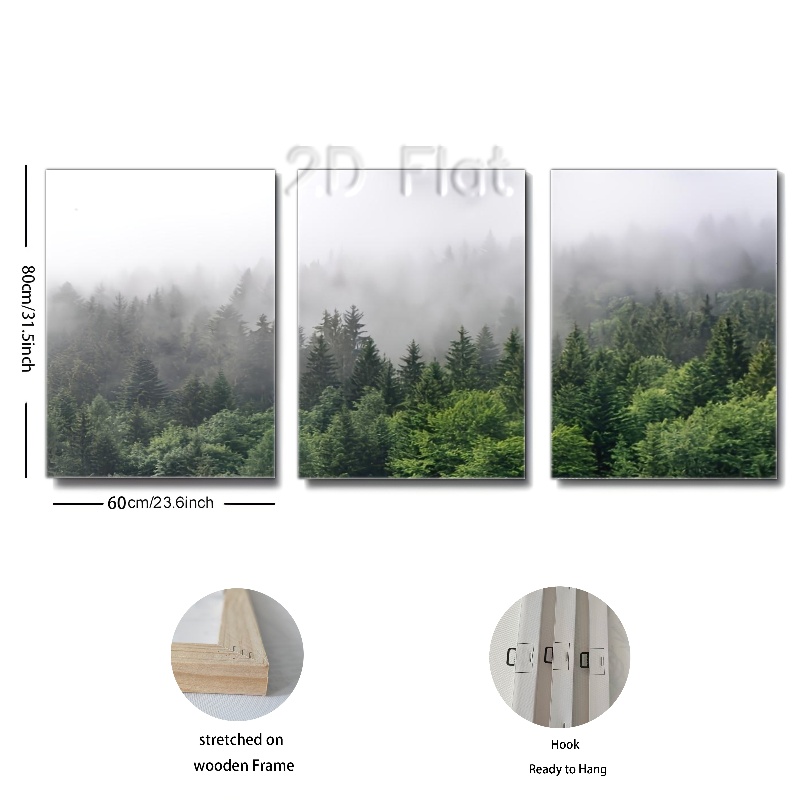 2D Flat
80cm/31.5inch
60cm/23.6inch
stretched on
wooden Frame
Hook
Ready to Hang